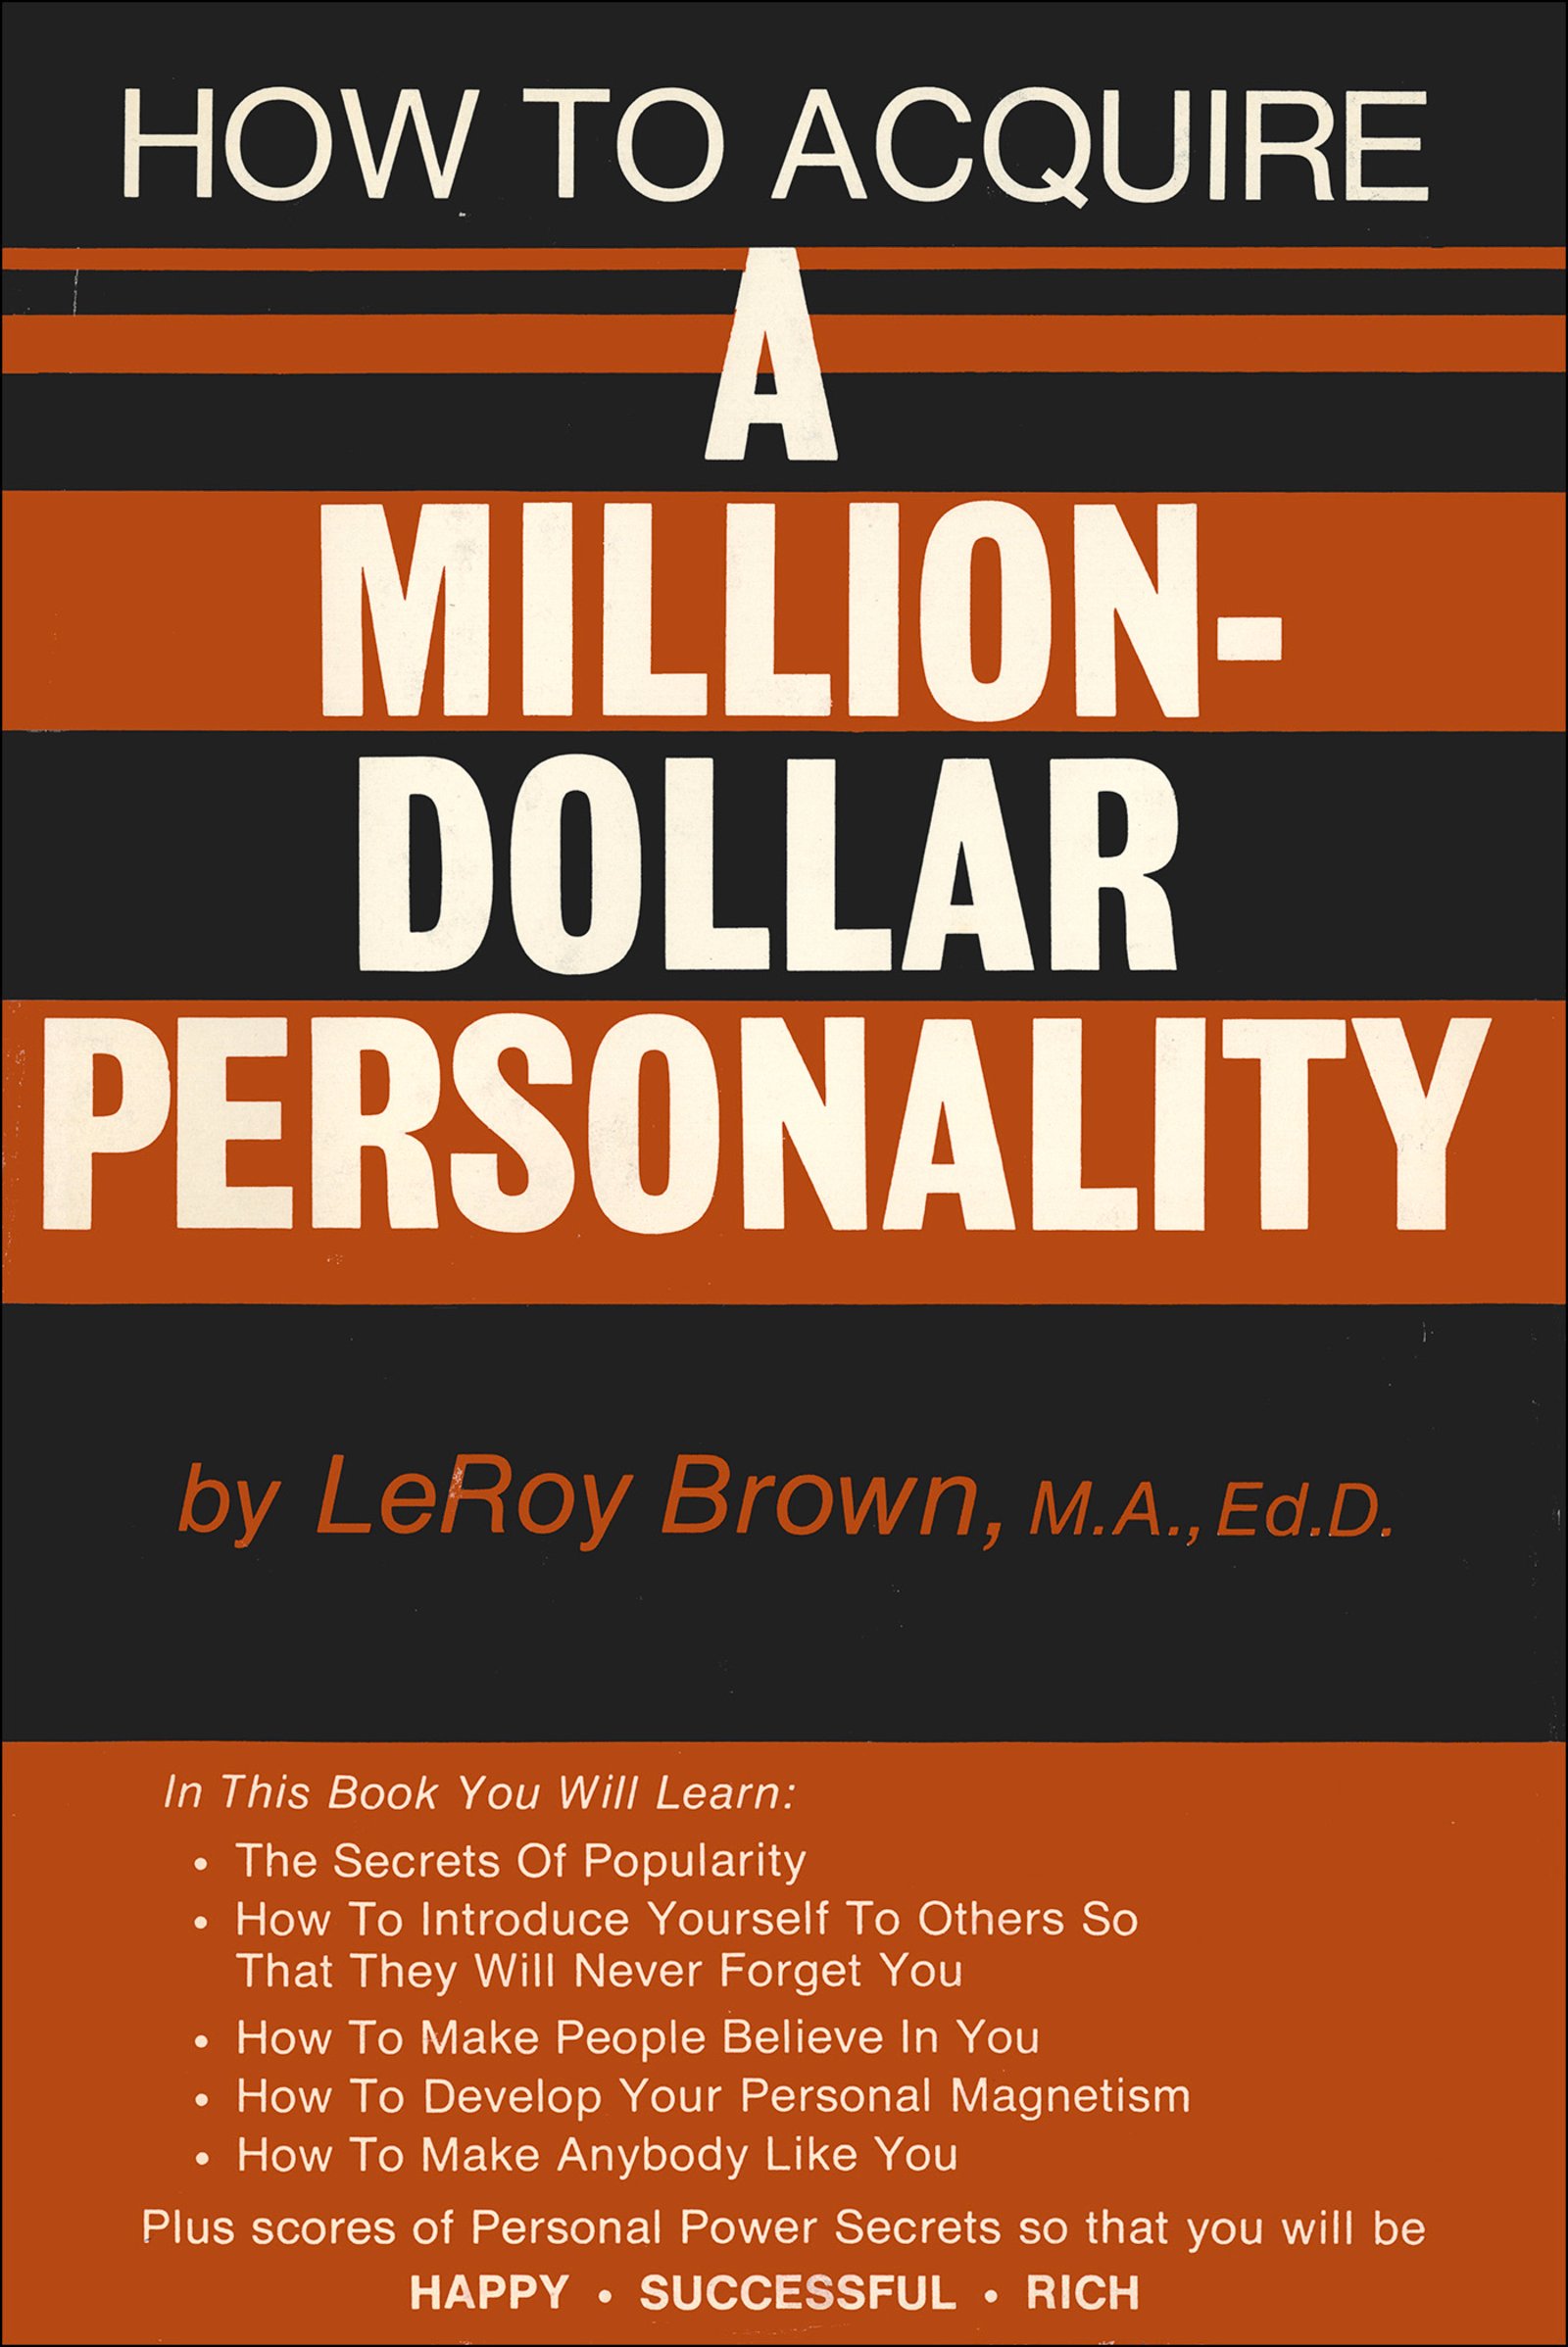 HOW TO ACQUIRE
A
MILLION-
DOLLAR
PERSONALITY
by LeRoy Brown, M.A., Ed.D.
In This Book You Will Learn:
• The Secrets Of Popularity
• How To Introduce Yourself To Others So
That They Will Never Forget You
• How To Make People Believe In You
• How To Develop Your Personal Magnetism
• How To Make Anybody Like You
Plus scores of Personal Power Secrets so that you will be
HAPPY • SUCCESSFUL • RICH